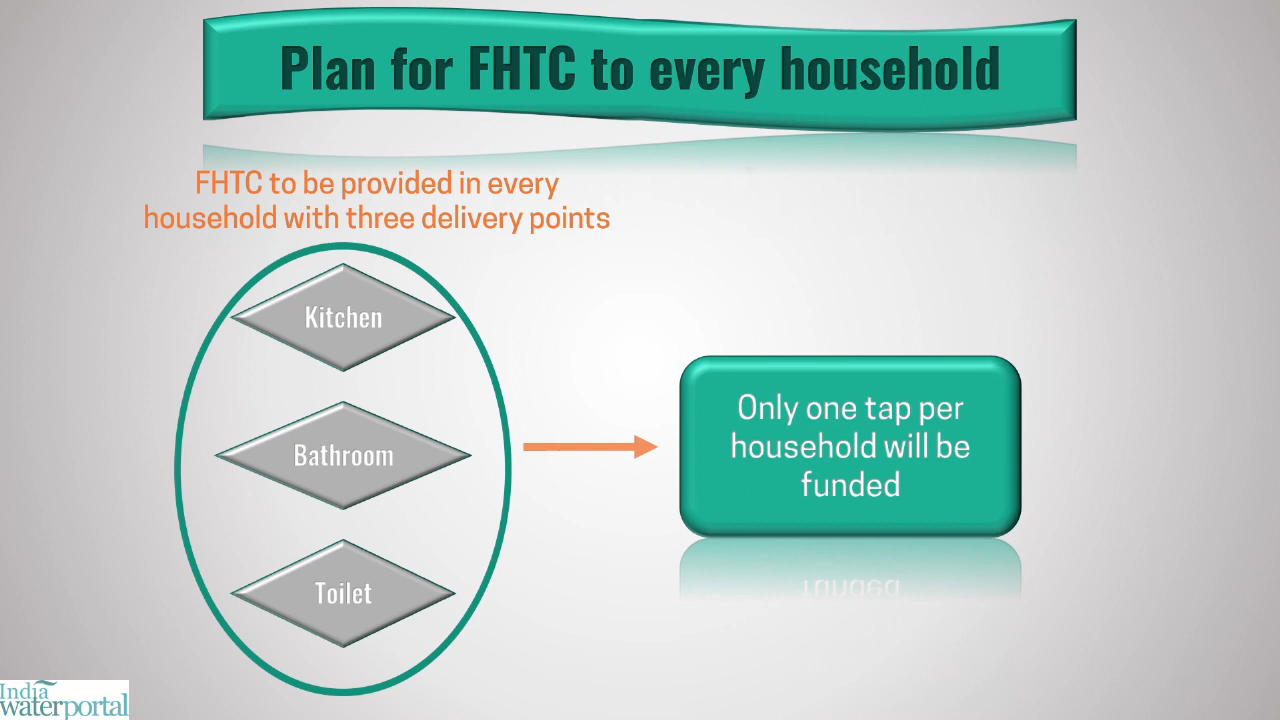 Plan for FHTC to every household
FHTC to be provided in every
household with three delivery points
Kitchen
Bathroom
Toilet
Only one tap per
household will be
funded
India
waterportal